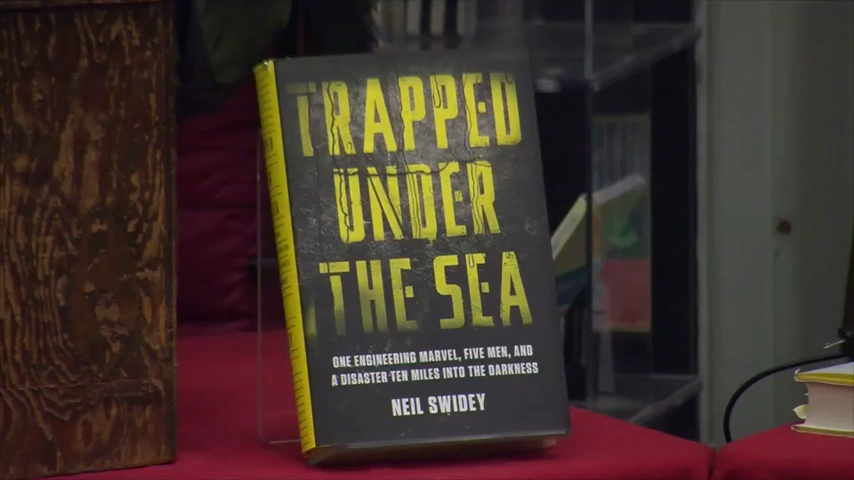 TRAPPED
UNDER
THE SEA
ONE ENGINEERING MARVEL, FIVE MEN, AND
A DISASTER TEN MILES INTO THE DARKNESS
NEIL SWIDEY